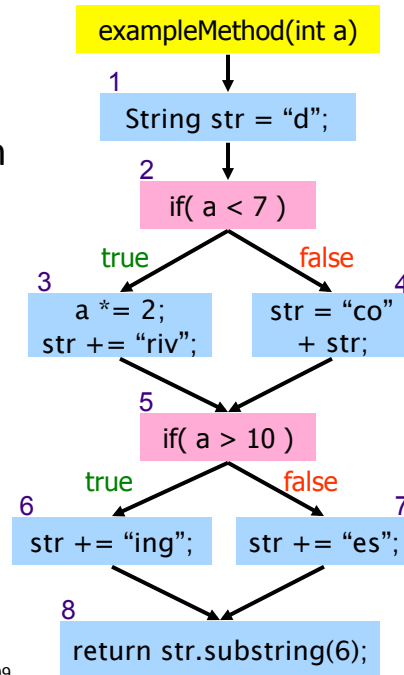 exampleMethod(int a)
1
String str = “d”;
2
if( a < 7 )
true
false
3
a *= 2;
str += “riv”;
4
str = “co”
+ str;
5
if( a > 10 )
true
false
6
str += “ing”;
7
str += “es”;
8
return str.substring(6);